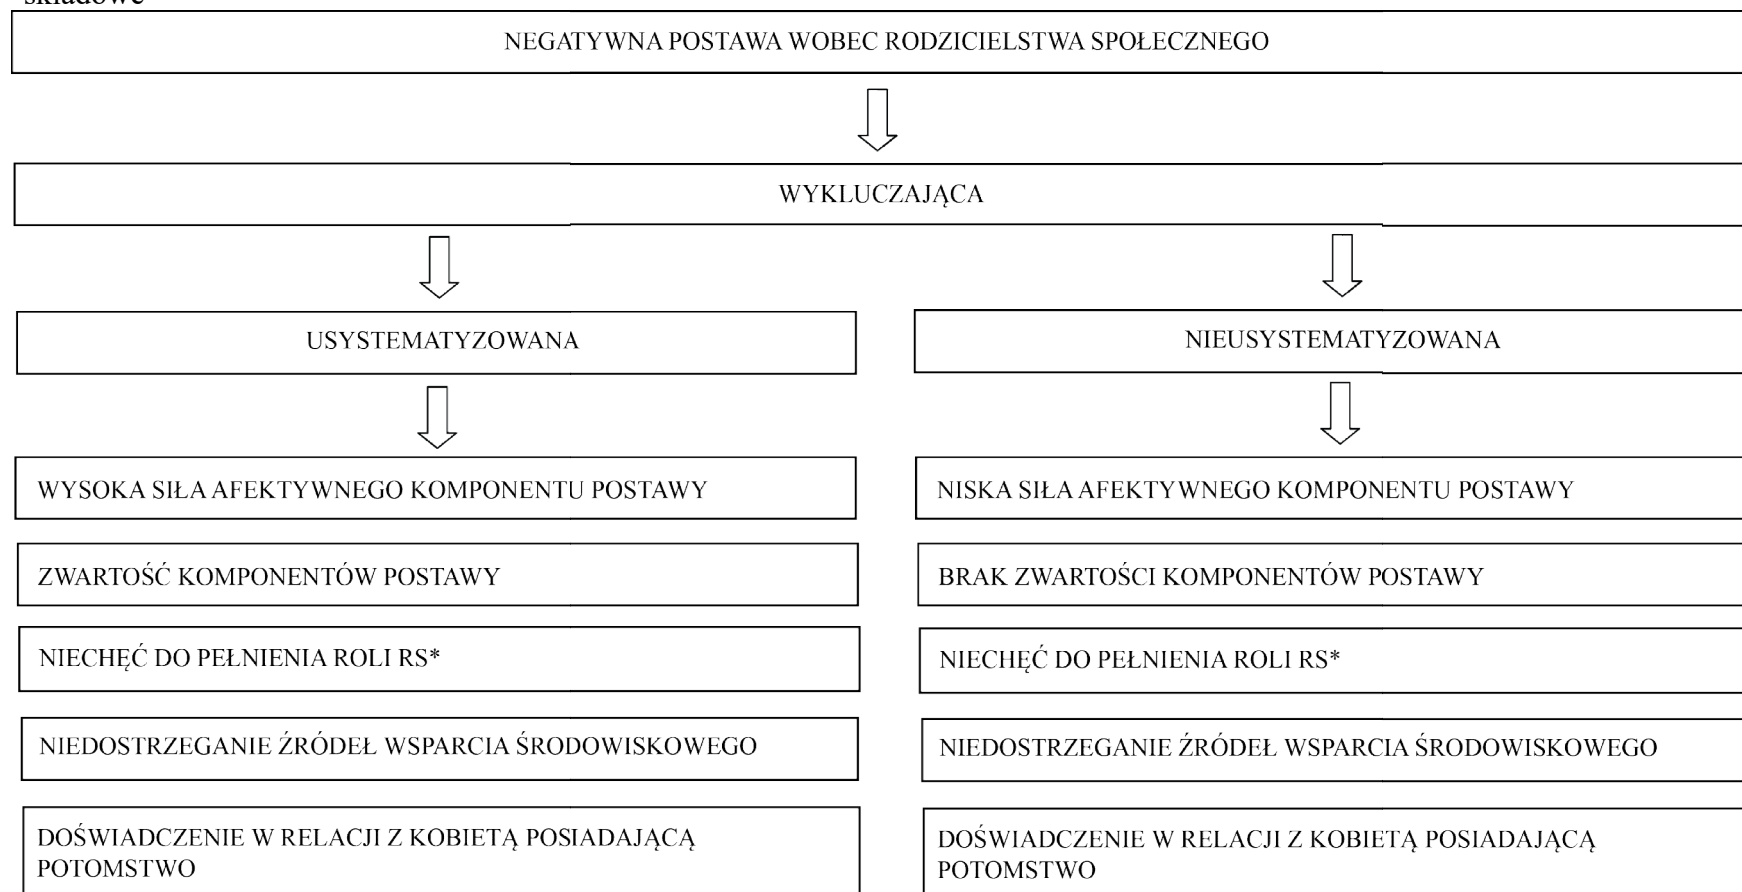 składowe
NEGATYWNA POSTAWA WOBEC RODZICIELSTWA SPOŁECZNEGO
WYKLUCZAJĄCA
USYSTEMATYZOWANA
NIEUSYSTEMATYZOWANA
WYSOKA SIŁA AFEKTYWNEGO KOMPONENTU POSTAWY
NISKA SIŁA AFEKTYWNEGO KOMPONENTU POSTAWY
ZWARTOŚĆ KOMPONENTÓW POSTAWY
BRAK ZWARTOŚCI KOMPONENTÓW POSTAWY
NIECHĘĆ DO PEŁNIENIA ROLI RS*
NIECHĘĆ DO PEŁNIENIA ROLI RS*
NIEDOSTRZEGANIE ŹRÓDEŁ WSPARCIA ŚRODOWISKOWEGO
NIEDOSTRZEGANIE ŹRÓDEŁ WSPARCIA ŚRODOWISKOWEGO
DOŚWIADCZENIE W RELACJI Z KOBIETĄ POSIADAJĄCĄ
POTOMSTWO
DOŚWIADCZENIE W RELACJI Z KOBIETĄ POSIADAJĄCĄ
POTOMSTWO